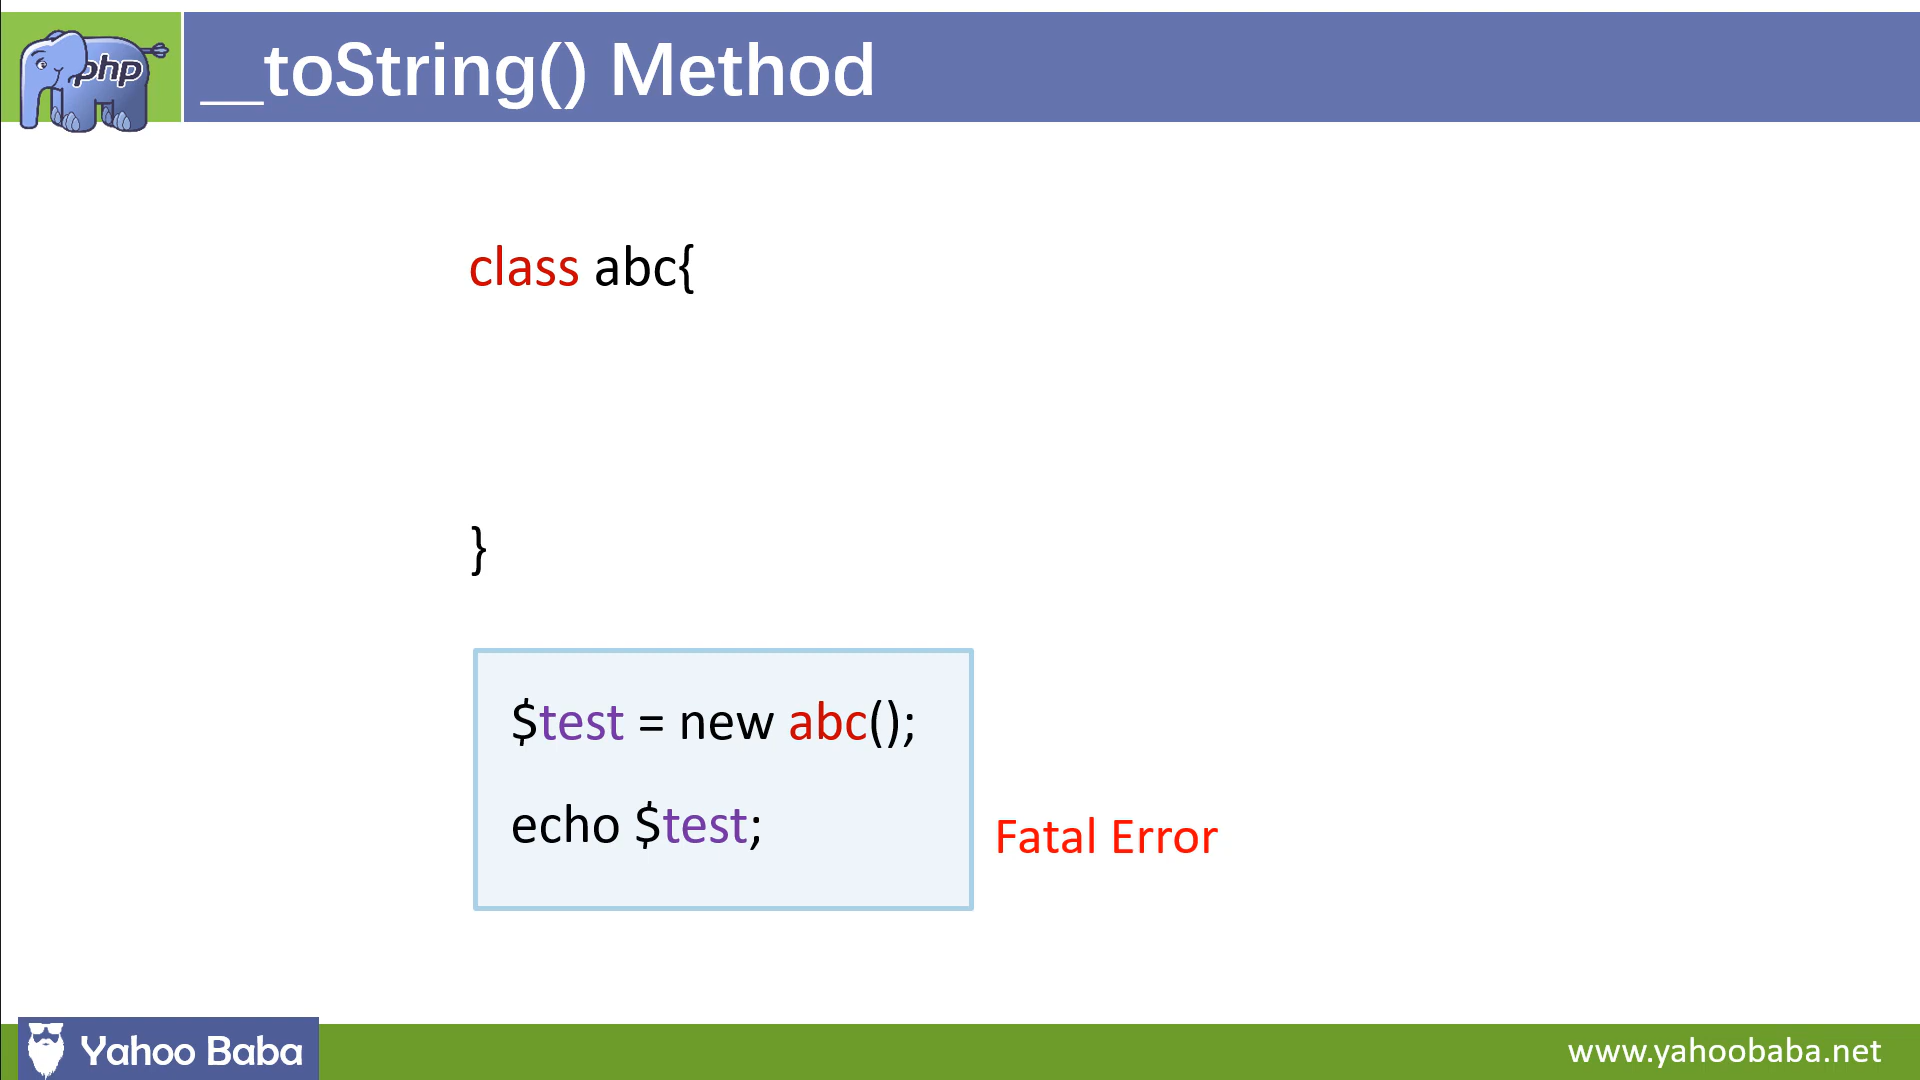 php
__toString() Method
class abc{
}
$test = new abc();
echo $test;
Fatal Error
Yahoo Baba
www.yahoobaba.net